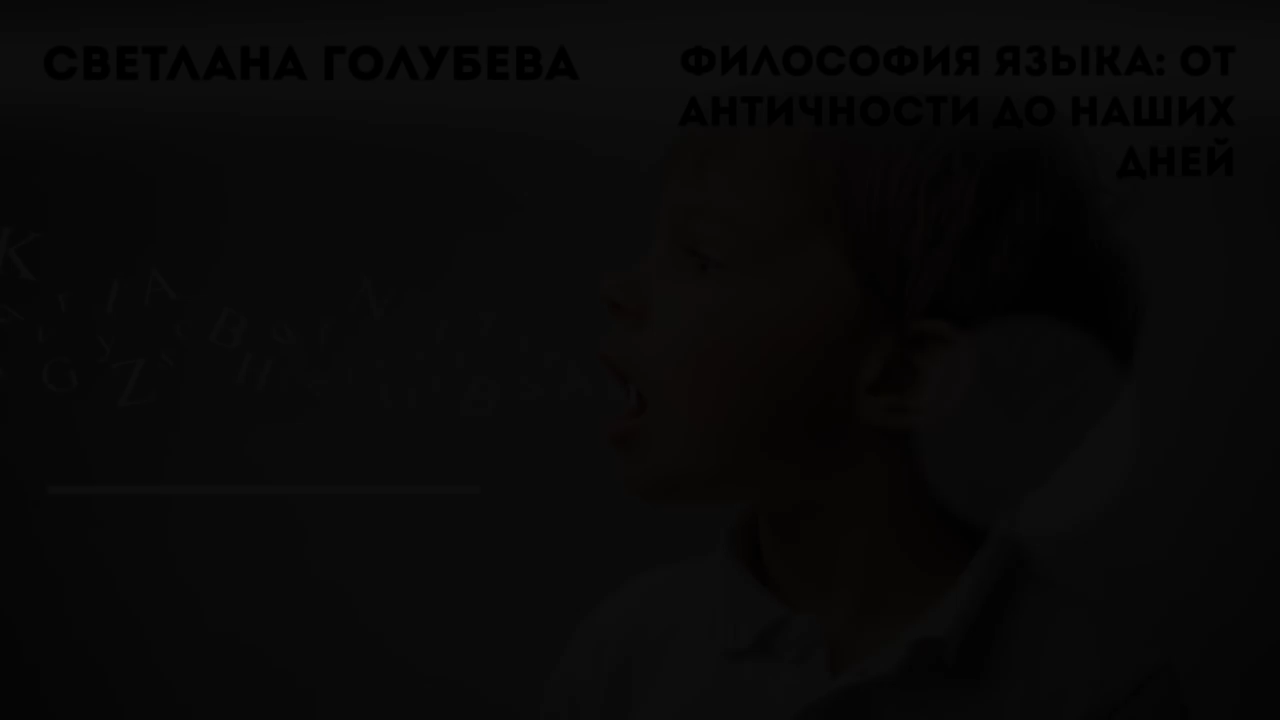 СВЕТЛАНА ГОЛУБЕВА
ФИЛОСОФИЯ ЯЗЫКА: ОТ
АНТИЧНОСТИ ДО НАШИХ
ДНЕЙ